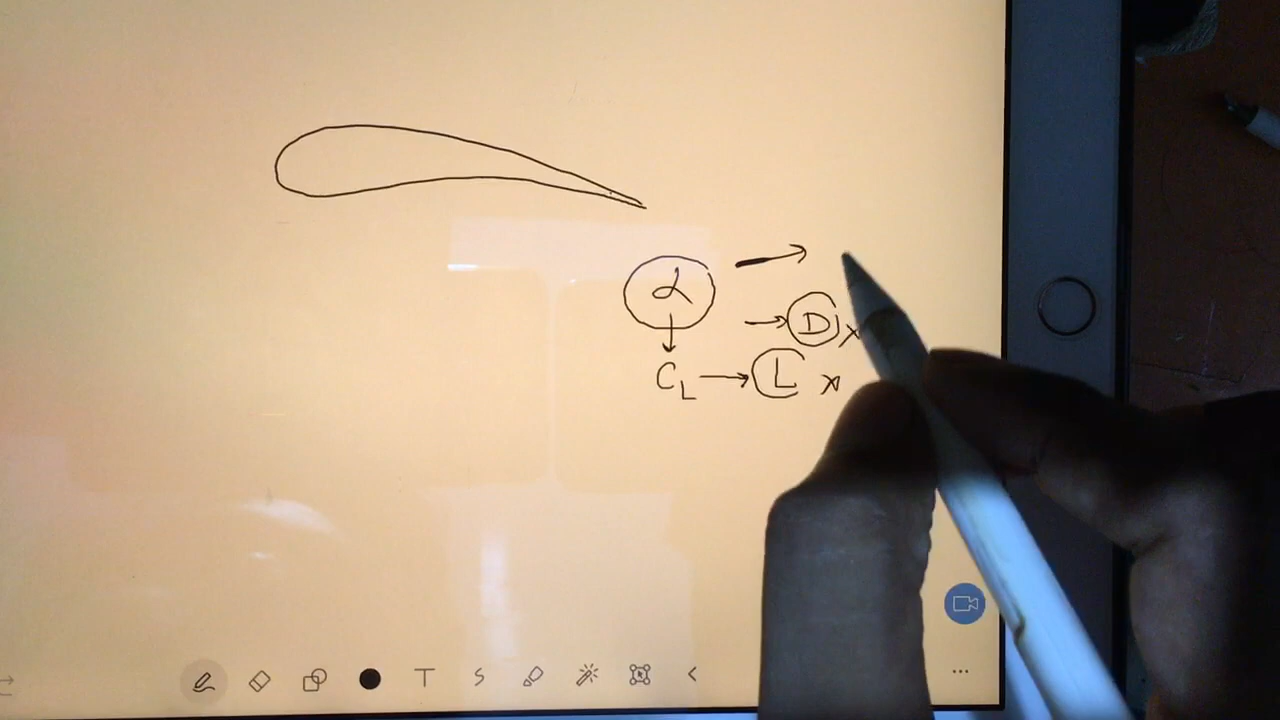 α →
→ D x
↓
C_L → L x
T